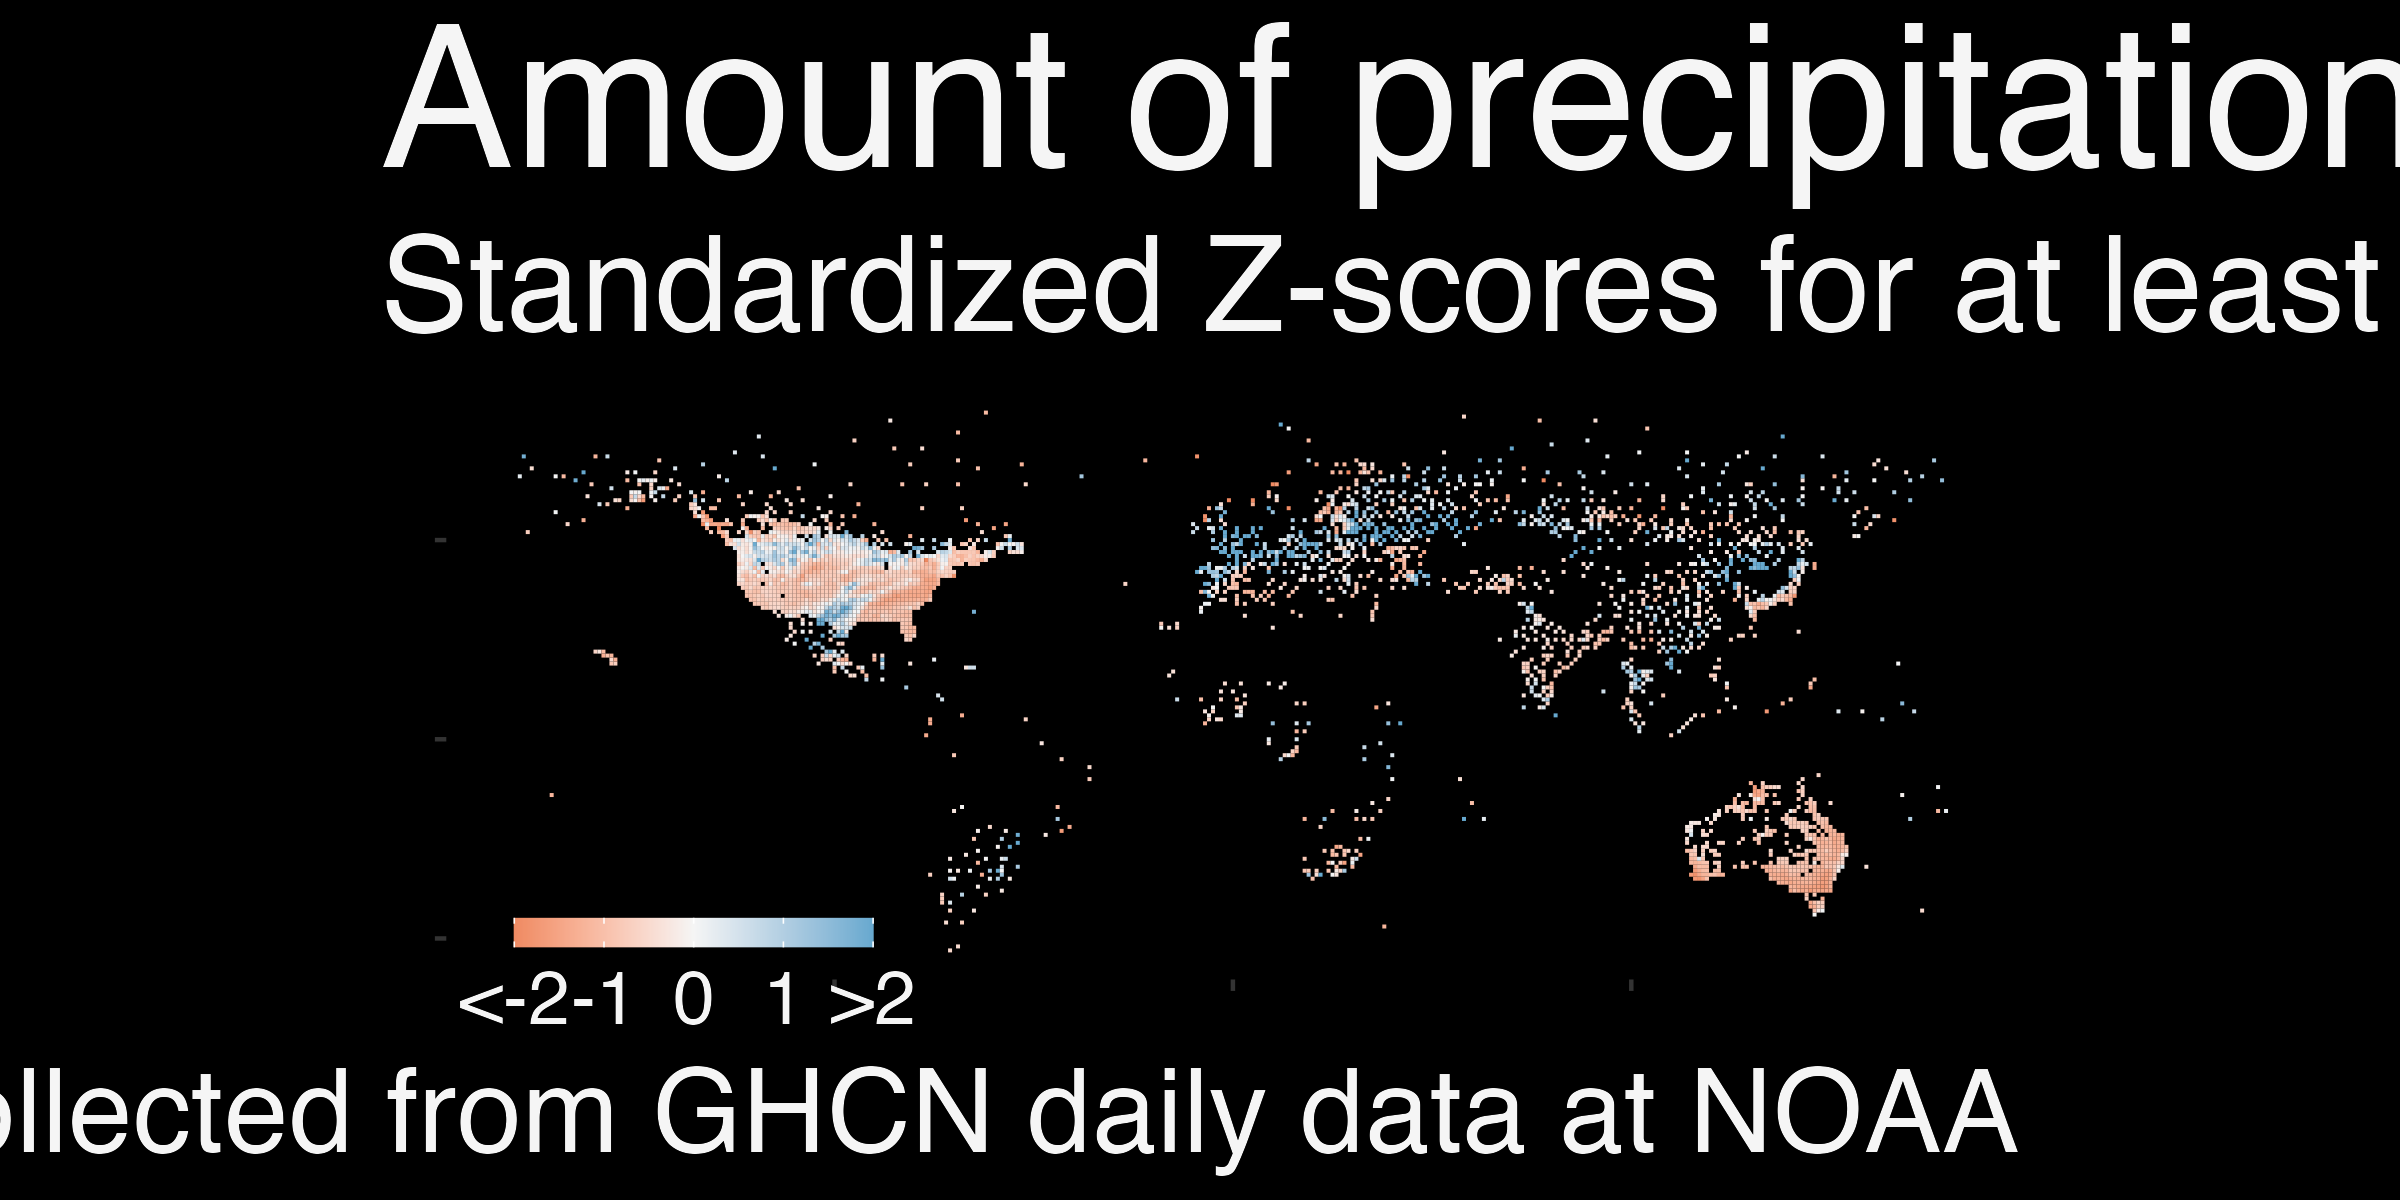 Amount of precipitation
Standardized Z-scores for at least
<-2 -1 0 1 >2
ollected from GHCN daily data at NOAA